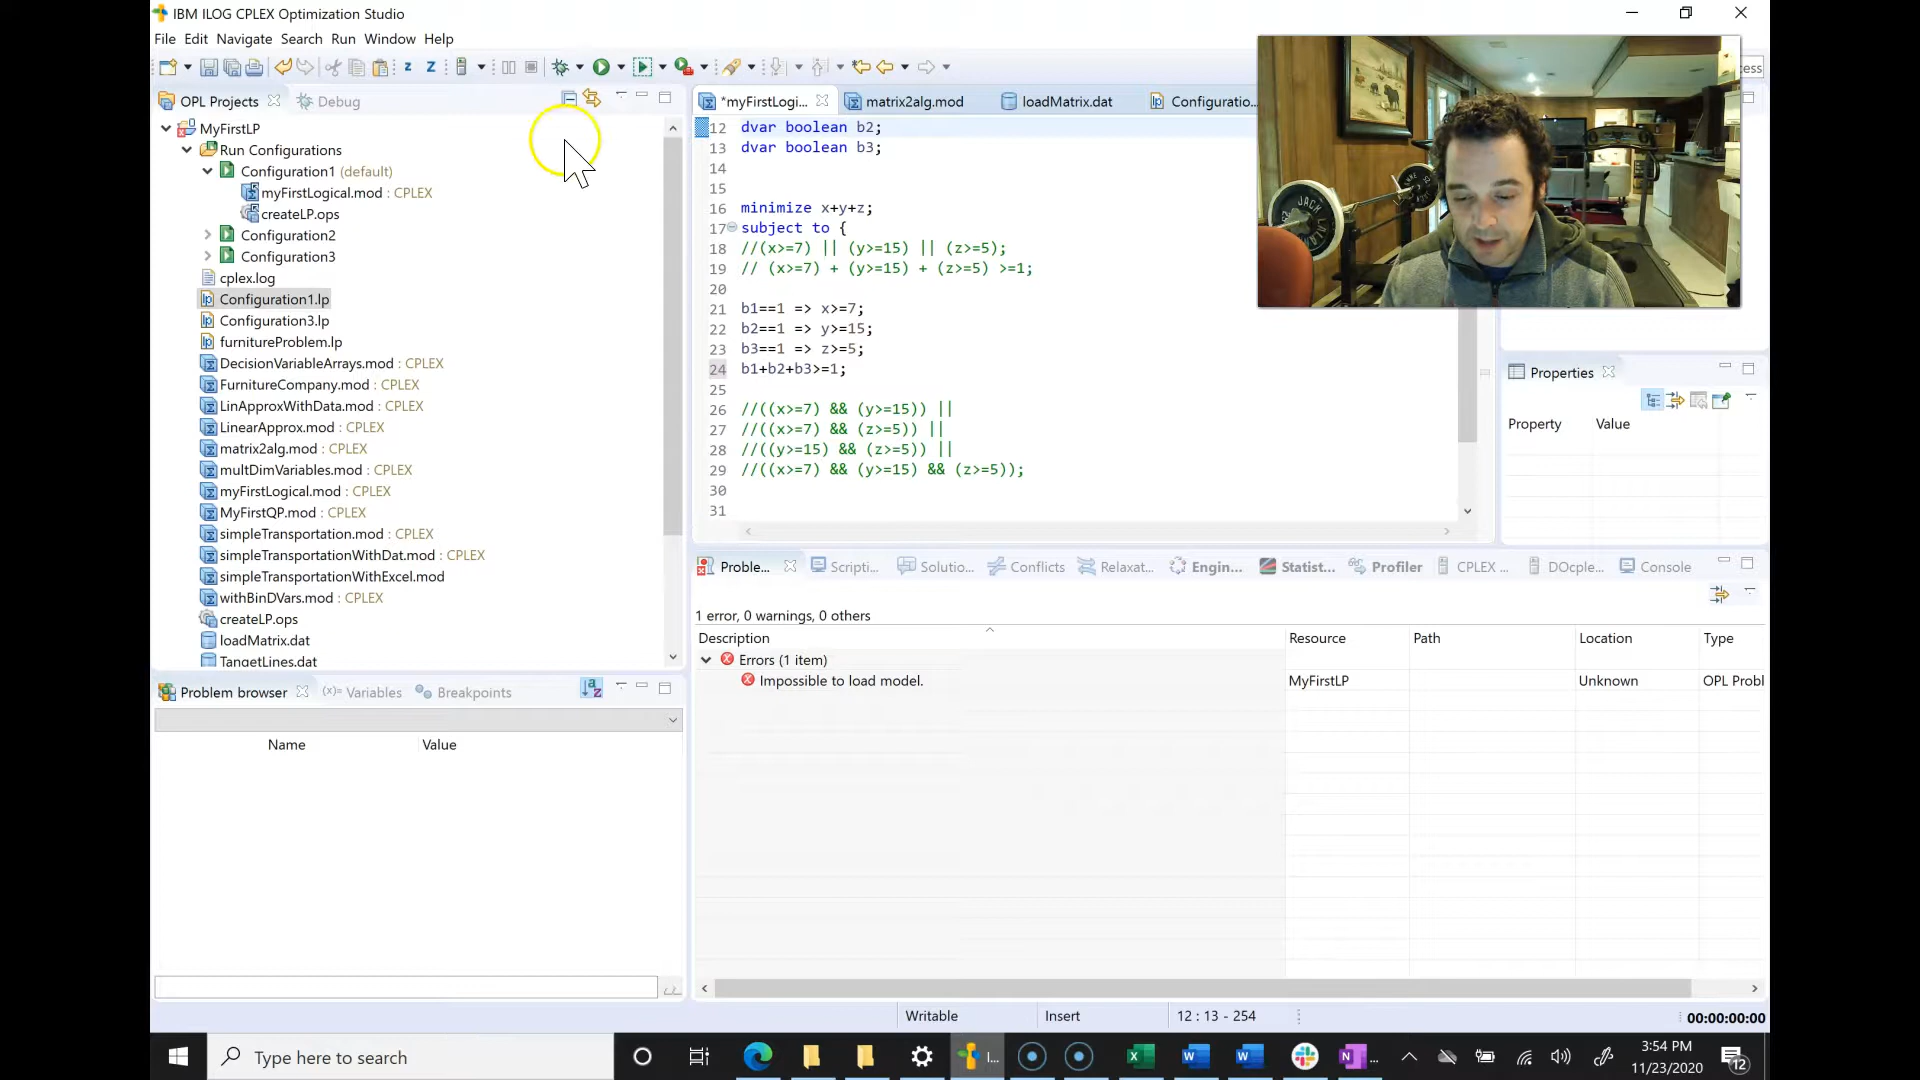 IBM ILOG CPLEX Optimization Studio
File Edit Navigate Search Run Window Help
OPL Projects
Debug
MyFirstLP
Run Configurations
Configuration1 (default)
myFirstLogical.mod : CPLEX
createLP.ops
Configuration2
Configuration3
cplex.log
Configuration1.lp
Configuration3.lp
furnitureProblem.lp
DecisionVariableArrays.mod : CPLEX
FurnitureCompany.mod : CPLEX
LinApproxWithData.mod : CPLEX
LinearApprox.mod : CPLEX
matrix2alg.mod : CPLEX
multDimVariables.mod : CPLEX
myFirstLogical.mod : CPLEX
MyFirstQP.mod : CPLEX
simpleTransportation.mod : CPLEX
simpleTransportationWithDat.mod : CPLEX
simpleTransportationWithExcel.mod
withBinDVars.mod : CPLEX
createLP.ops
loadMatrix.dat
TangetLines.dat
*myFirstLogi... matrix2alg.mod loadMatrix.dat Configuratio...
12 dvar boolean b2;
13 dvar boolean b3;
14
15
16 minimize x+y+z;
17 subject to {
18 //(x>=7) || (y>=15) || (z>=5);
19 // (x>=7) + (y>=15) + (z>=5) >=1;
20
21 b1==1 => x>=7;
22 b2==1 => y>=15;
23 b3==1 => z>=5;
24 b1+b2+b3>=1;
25
26 //((x>=7) && (y>=15)) ||
27 //((x>=7) && (z>=5)) ||
28 //((y>=15) && (z>=5)) ||
29 //((x>=7) && (y>=15) && (z>=5));
30
31
cess
JACK
Properties
Property Value
Problem browser (x)= Variables Breakpoints
Name Value
Proble... Scripti... Solutio... Conflicts Relaxat... Engin... Statist... Profiler CPLEX ... DOcple... Console
1 error, 0 warnings, 0 others
Description Resource Path Location Type
Errors (1 item)
Impossible to load model. MyFirstLP Unknown OPL Probl
Writable Insert 12 : 13 - 254 00:00:00:00
Type here to search
I...
3:54 PM
11/23/2020
12